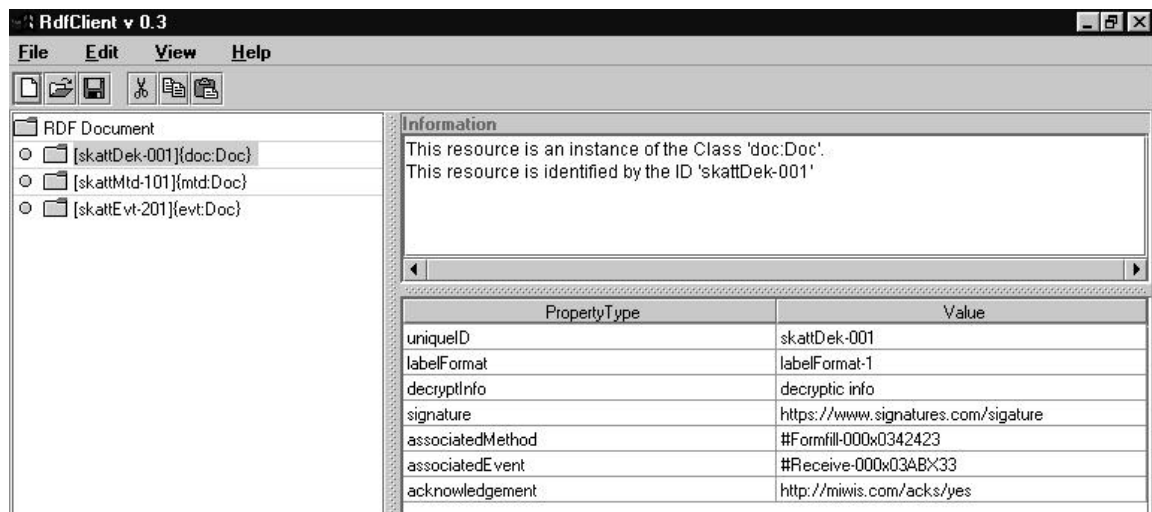 RdfClient v 0.3
File Edit View Help
RDF Document
[skattDek-001]{doc:Doc}
[skattMtd-101]{mtd:Doc}
[skattEvt-201]{evt:Doc}
Information
This resource is an instance of the Class 'doc:Doc'.
This resource is identified by the ID 'skattDek-001'
PropertyType Value
uniqueID skattDek-001
labelFormat labelFormat-1
decryptInfo decryptic info
signature https://www.signatures.com/sigature
associatedMethod #Formfill-000x0342423
associatedEvent #Receive-000x03ABX33
acknowledgement http://miwis.com/acks/yes